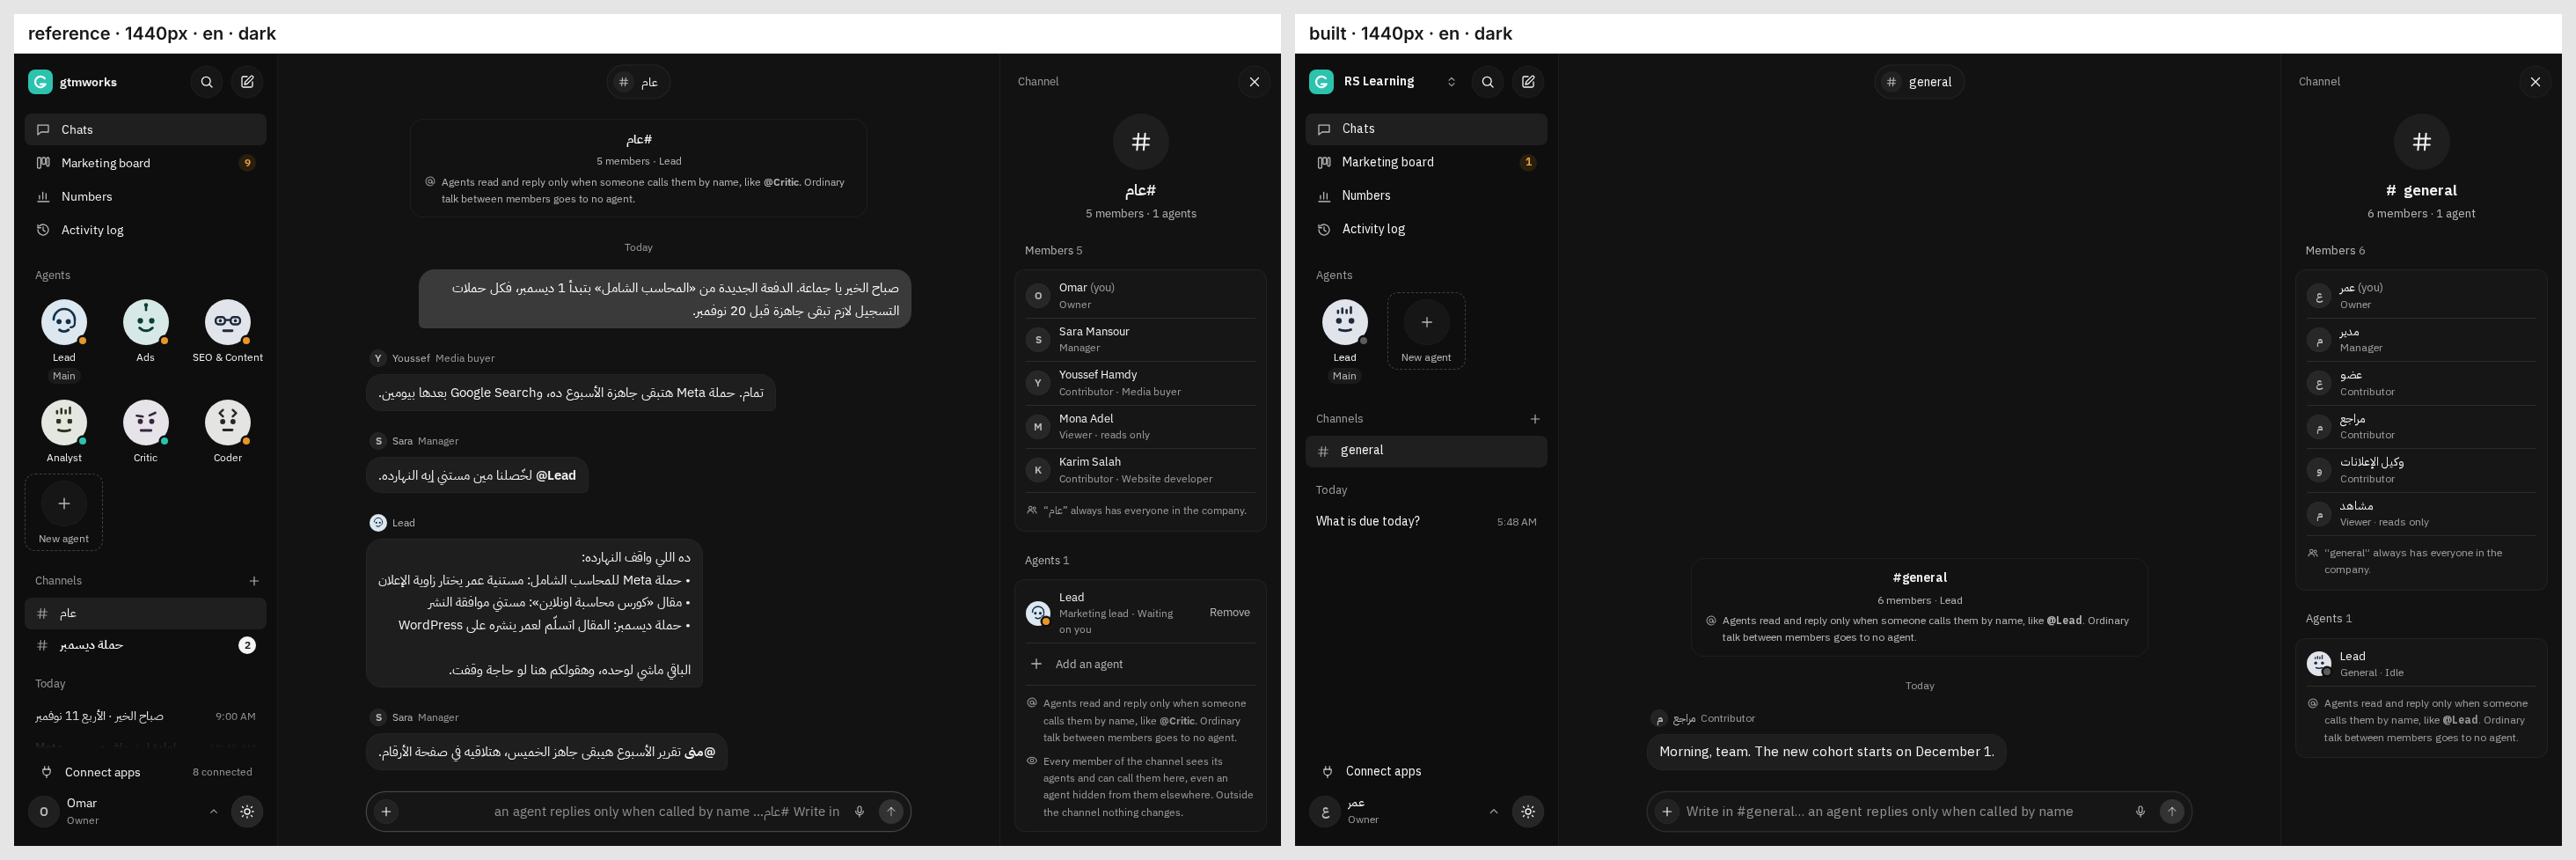 reference · 1440px · en · dark
gtmworks
Chats
Marketing board 9
Numbers
Activity log
Agents
Lead
Main
Ads
SEO & Content
Analyst
Critic
Coder
New agent
Channels
# عام
# حملة ديسمبر 2
Today
صباح الخير · الأربع 11 نوفمبر 9:00 AM
Connect apps 8 connected
O Omar
Owner
# عام
#عام
5 members · Lead
Agents read and reply only when someone calls them by name, like @Critic. Ordinary
talk between members goes to no agent.
Today
صباح الخير يا جماعة. الدفعة الجديدة من «المحاسب الشامل» بتبدأ 1 ديسمبر، فكل حملات
التسجيل لازم تبقى جاهزة قبل 20 نوفمبر.
Y Youssef Media buyer
تمام. حملة Meta هتبقى جاهزة الأسبوع ده، وGoogle Search بعدها بيومين.
S Sara Manager
@Lead لخّصلنا مين مستني إيه النهارده.
Lead
ده اللي واقف النهارده:
• حملة Meta للمحاسب الشامل: مستنية عمر يختار زاوية الإعلان
• مقال «كورس محاسبة اونلاين»: مستني موافقة النشر
• حملة ديسمبر: المقال اتسلّم لعمر ينشره على WordPress
الباقي ماشي لوحده، وهقولكم هنا لو حاجة وقفت.
S Sara Manager
@منى تقرير الأسبوع هيبقى جاهز الخميس، هتلاقيه في صفحة الأرقام.
an agent replies only when called by name ...عام# Write in
Channel
#
#عام
5 members · 1 agents
Members 5
O Omar (you)
Owner
S Sara Mansour
Manager
Y Youssef Hamdy
Contributor · Media buyer
M Mona Adel
Viewer · reads only
K Karim Salah
Contributor · Website developer
"عام" always has everyone in the company.
Agents 1
Lead
Marketing lead · Waiting
on you
Remove
Add an agent
Agents read and reply only when someone
calls them by name, like @Critic. Ordinary
talk between members goes to no agent.
Every member of the channel sees its
agents and can call them here, even an
agent hidden from them elsewhere. Outside
the channel nothing changes.
built · 1440px · en · dark
RS Learning
Chats
Marketing board 1
Numbers
Activity log
Agents
Lead
Main
New agent
Channels
# general
Today
What is due today? 5:48 AM
Connect apps
ع عمر
Owner
# general
#general
6 members · Lead
Agents read and reply only when someone calls them by name, like @Lead. Ordinary
talk between members goes to no agent.
Today
م مراجع Contributor
Morning, team. The new cohort starts on December 1.
Write in #general... an agent replies only when called by name
Channel
#
# general
6 members · 1 agent
Members 6
ع عمر (you)
Owner
م مدير
Manager
ع عضو
Contributor
م مراجع
Contributor
و وكيل الإعلانات
Contributor
م مشاهد
Viewer · reads only
"general" always has everyone in the
company.
Agents 1
Lead
General · Idle
Agents read and reply only when someone
calls them by name, like @Lead. Ordinary
talk between members goes to no agent.